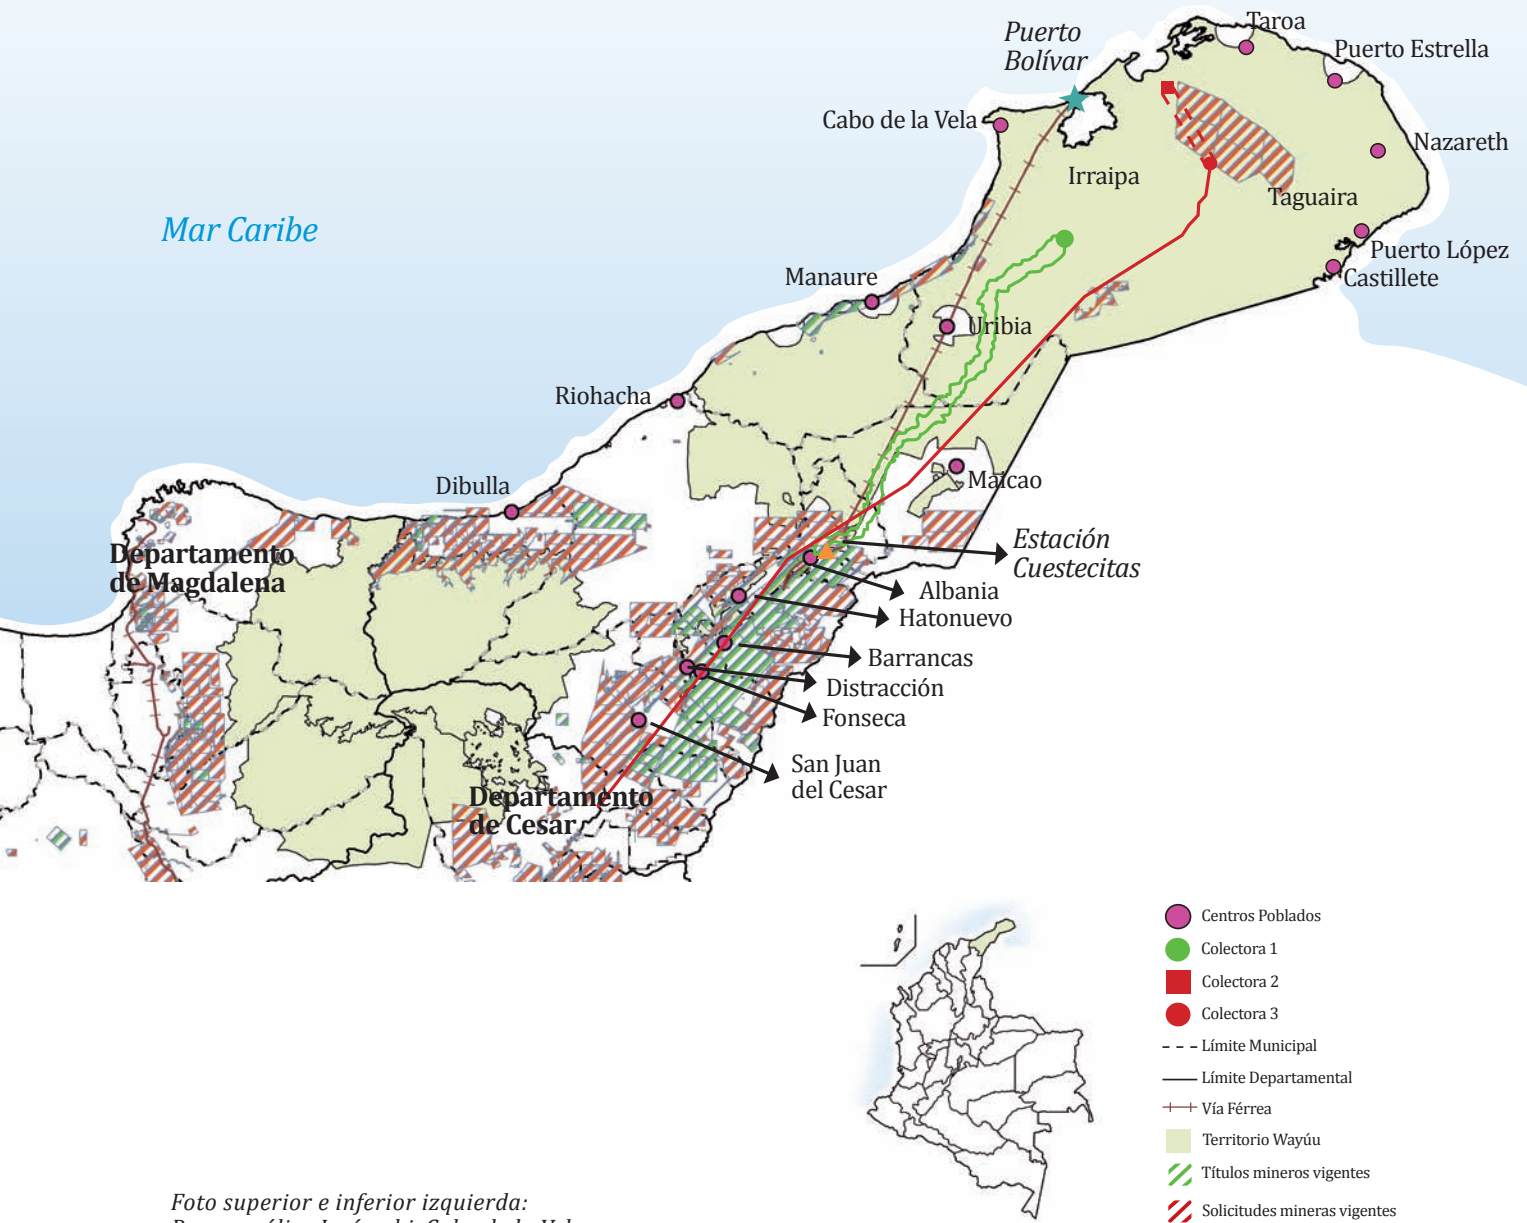 Taroa
Puerto
Bolívar
Puerto Estrella
Cabo de la Vela
Nazareth
Irraipa
Taguaira
Mar Caribe
Puerto López
Castillete
Manaure
Uribia
Riohacha
Maicao
Dibulla
Estación
Cuestecitas
Departamento
de Magdalena
Albania
Hatonuevo
Barrancas
Distracción
Fonseca
San Juan
del Cesar
Departamento
de Cesar
Centros Poblados
Colectora 1
Colectora 2
Colectora 3
Límite Municipal
Límite Departamental
Vía Férrea
Territorio Wayúu
Títulos mineros vigentes
Solicitudes mineras vigentes
Foto superior e inferior izquierda: